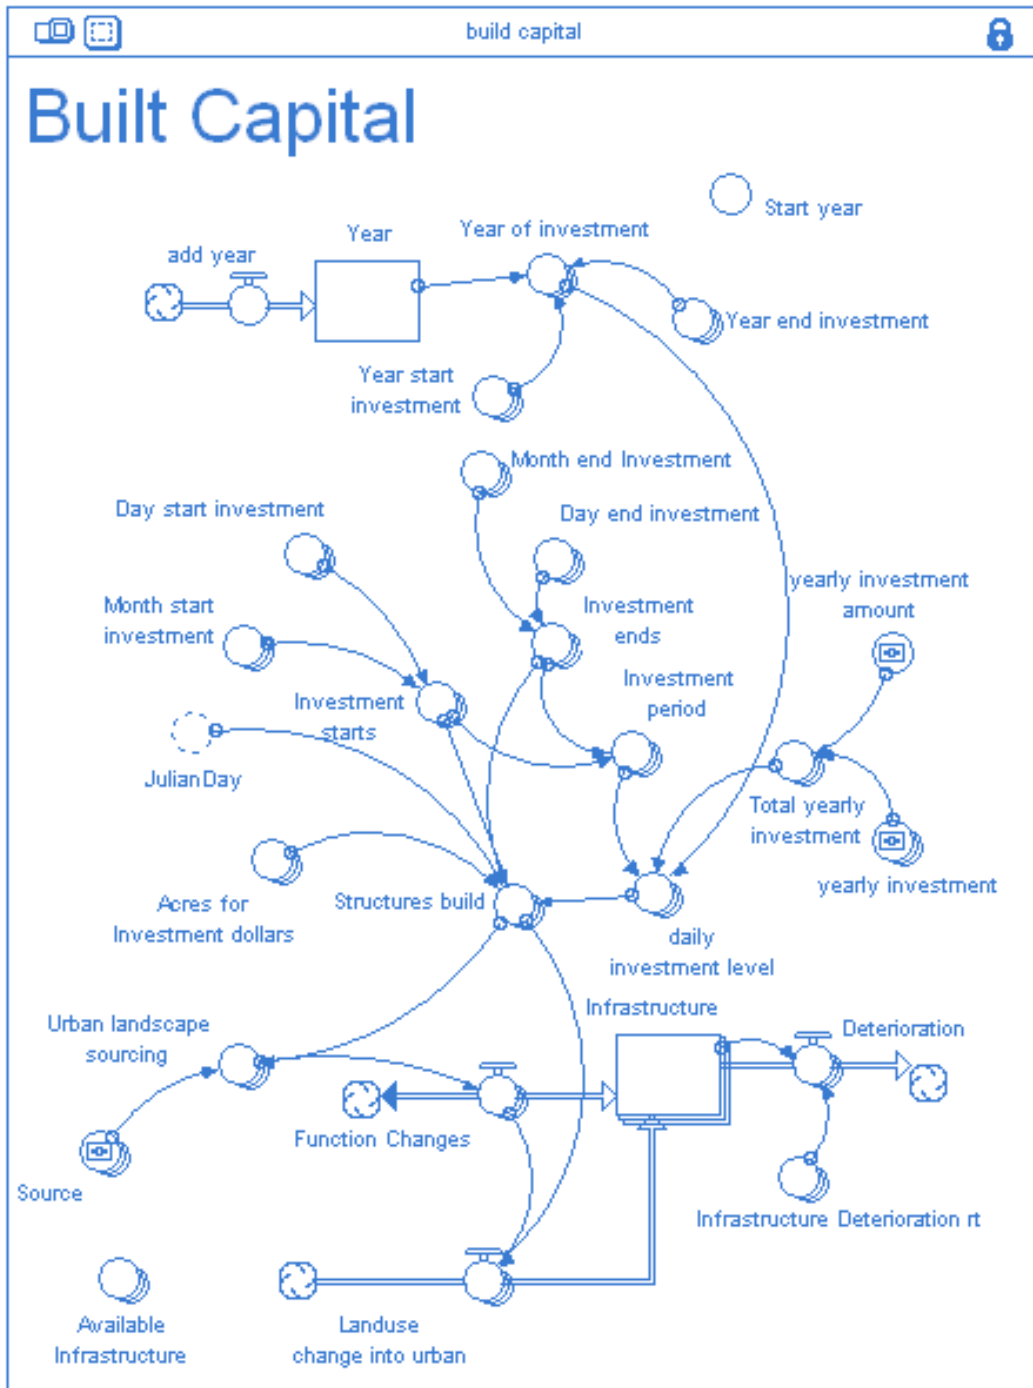 build capital
Built Capital
Start year
Year of investment
Year
add year
Year end investment
Year start
investment
Month end Investment
Day start investment
Day end investment
yearly investment
amount
Month start
investment
Investment
ends
Investment
period
Investment
starts
JulianDay
Total yearly
investment
yearly investment
Acres for
Investment dollars
Structures build
daily
investment level
Infrastructure
Urban landscape
sourcing
Deterioration
Function Changes
Source
Infrastructure Deterioration rt
Available
Infrastructure
Landuse
change into urban